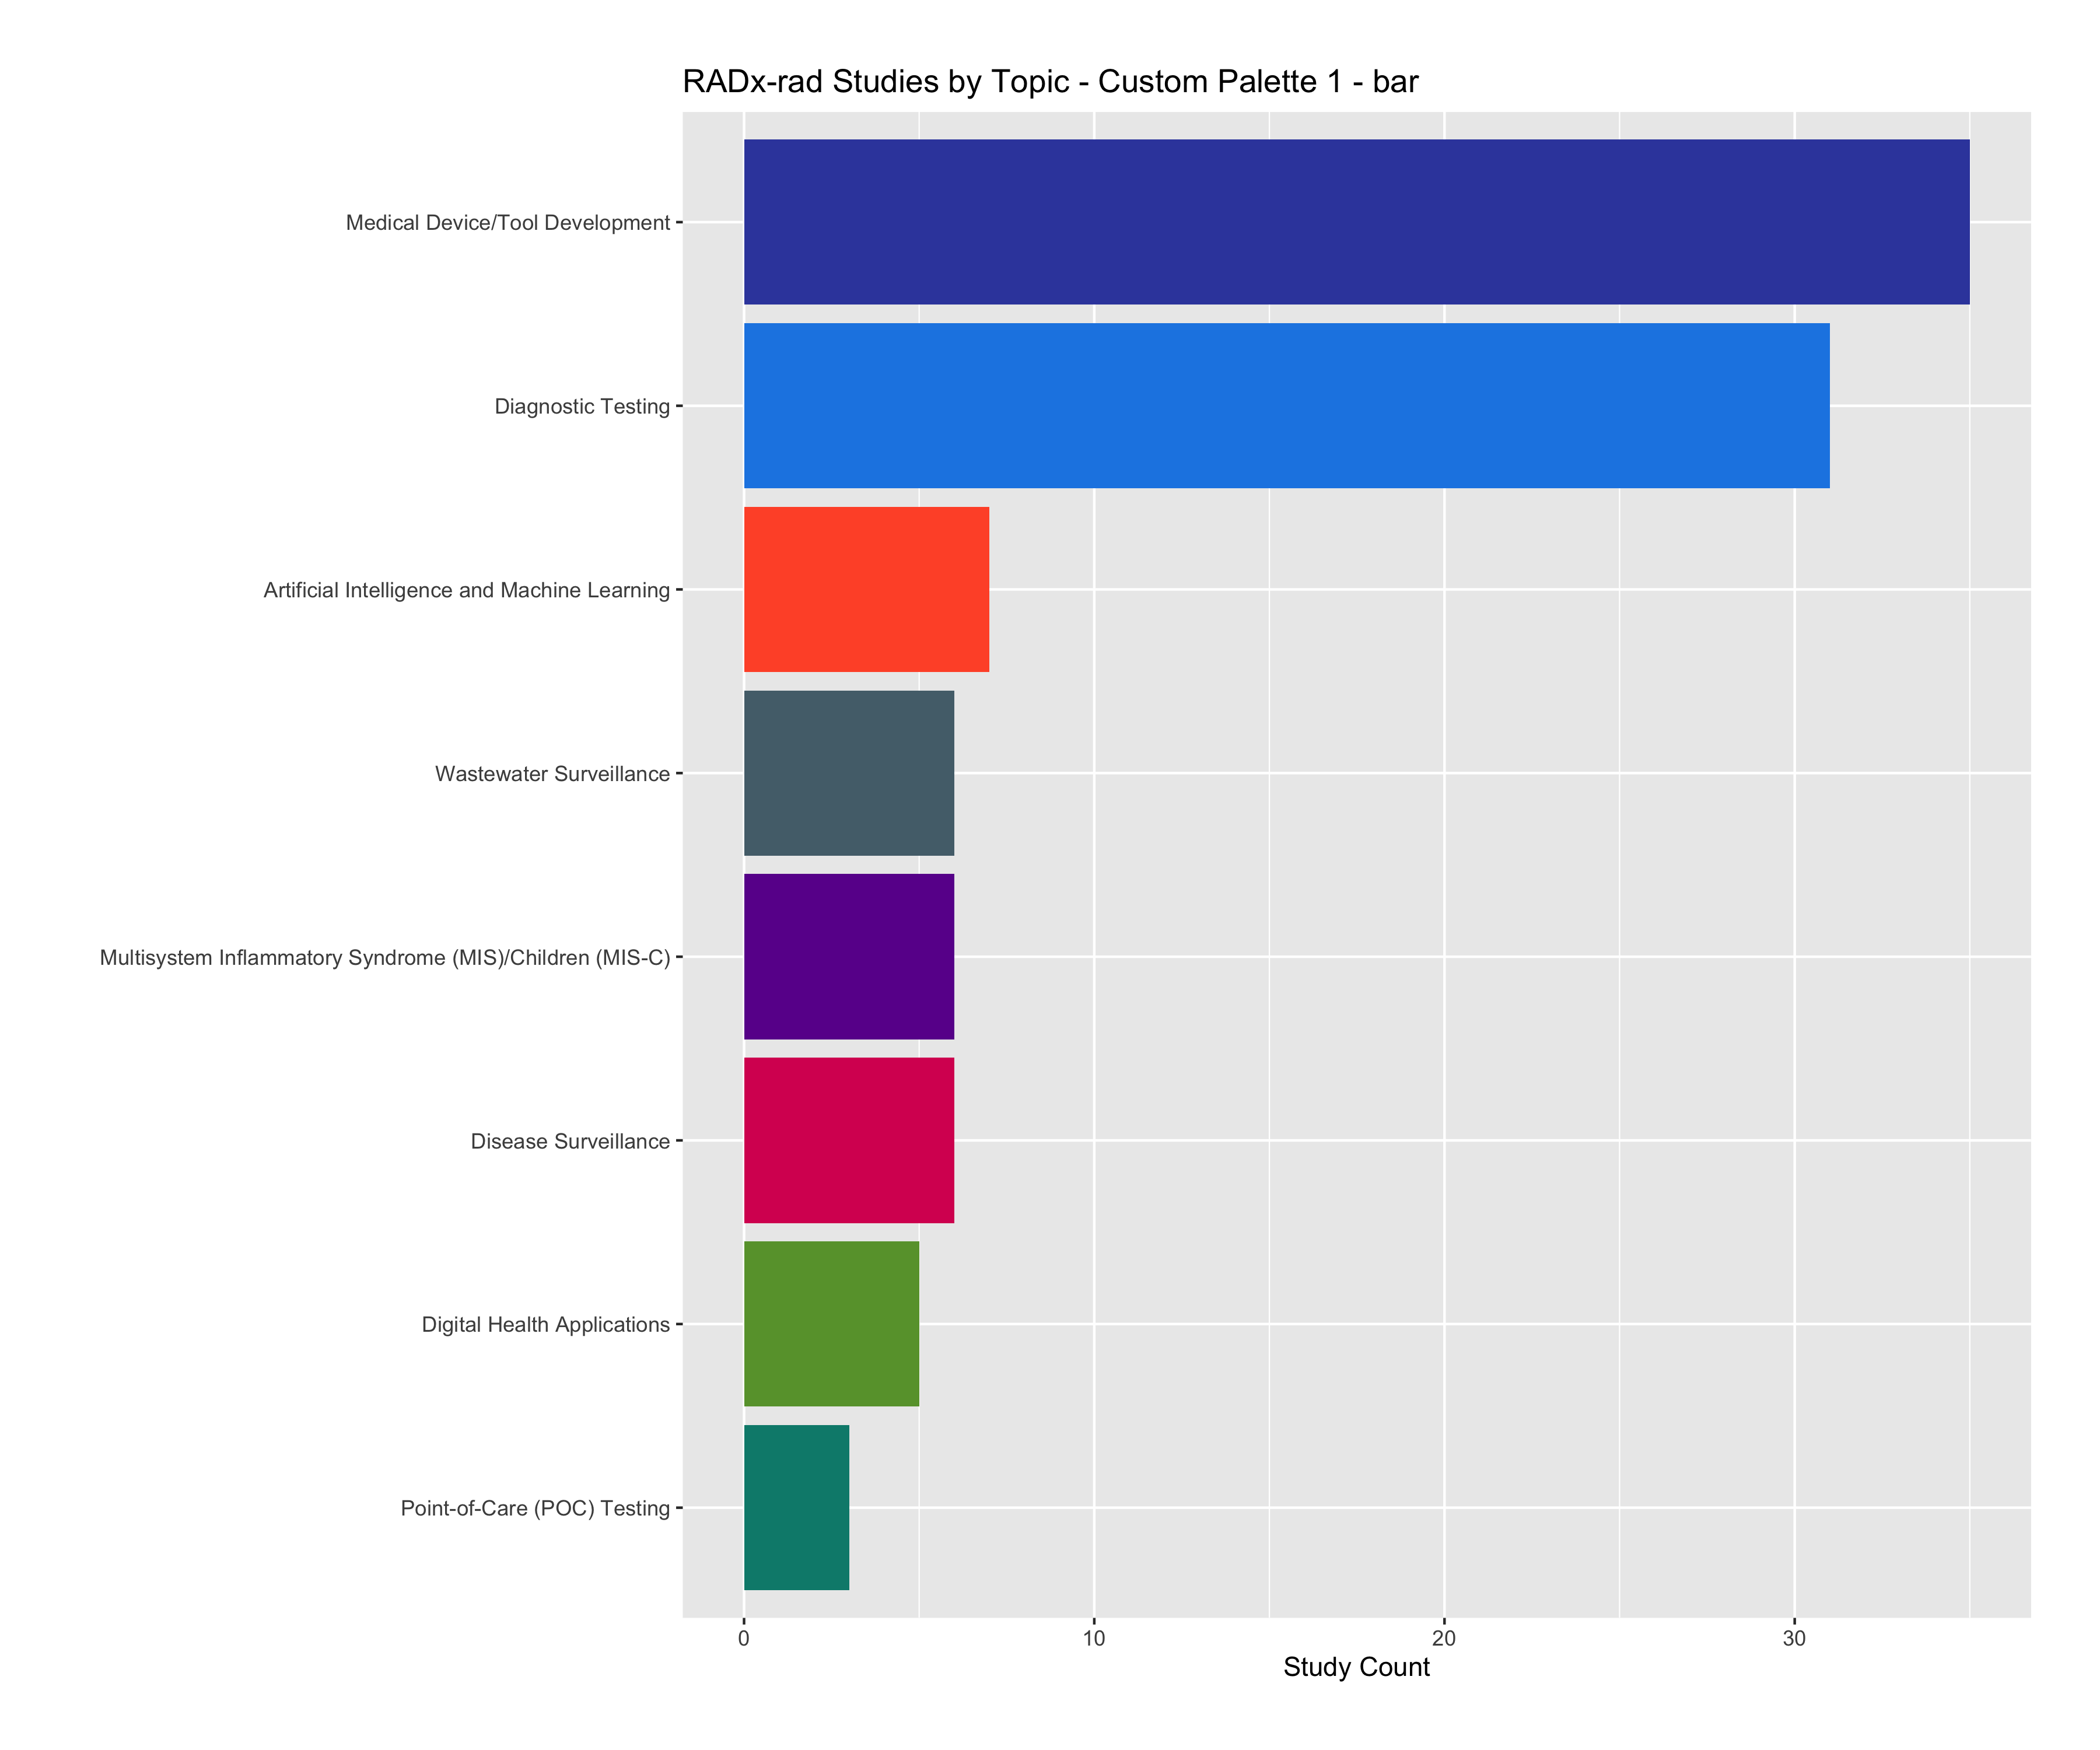 RADx-rad Studies by Topic - Custom Palette 1 - bar
Medical Device/Tool Development
Diagnostic Testing
Artificial Intelligence and Machine Learning
Wastewater Surveillance
Multisystem Inflammatory Syndrome (MIS)/Children (MIS-C)
Disease Surveillance
Digital Health Applications
Point-of-Care (POC) Testing
0 10 20 30
Study Count